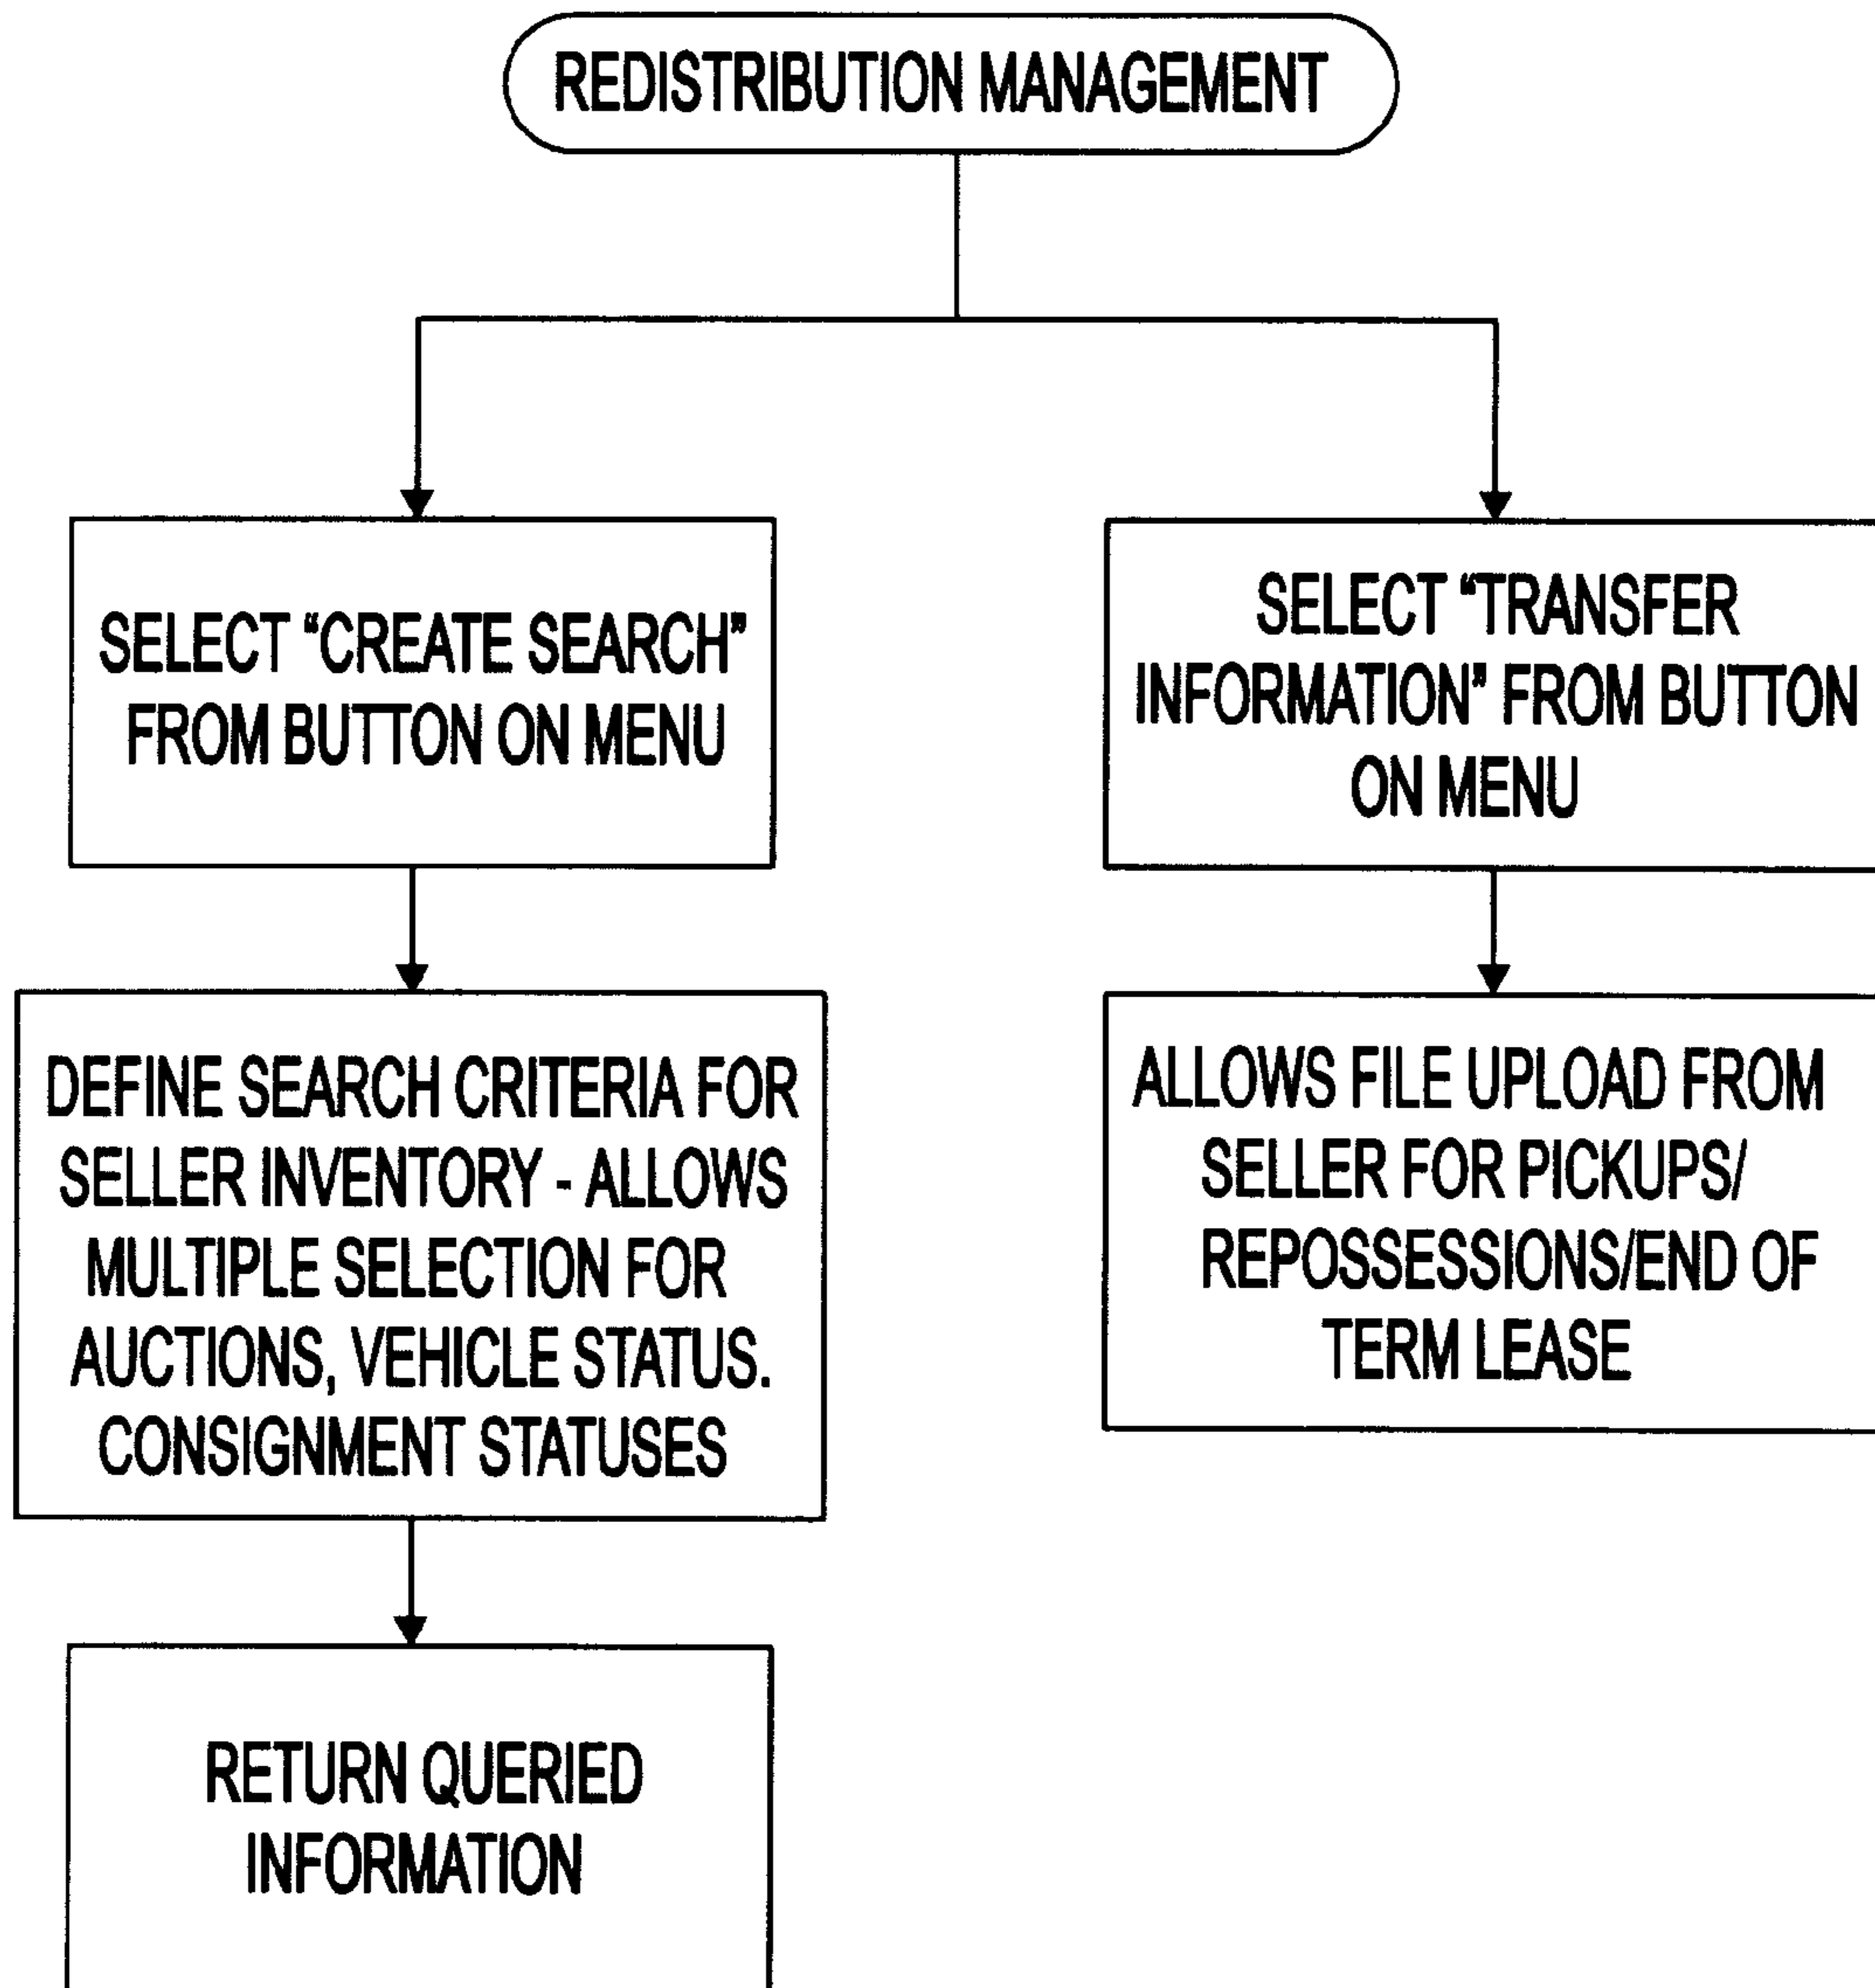 REDISTRIBUTION MANAGEMENT
SELECT “CREATE SEARCH”
FROM BUTTON ON MENU
SELECT “TRANSFER
INFORMATION” FROM BUTTON
ON MENU
DEFINE SEARCH CRITERIA FOR
SELLER INVENTORY - ALLOWS
MULTIPLE SELECTION FOR
AUCTIONS, VEHICLE STATUS.
CONSIGNMENT STATUSES
ALLOWS FILE UPLOAD FROM
SELLER FOR PICKUPS/
REPOSSESSIONS/END OF
TERM LEASE
RETURN QUERIED
INFORMATION